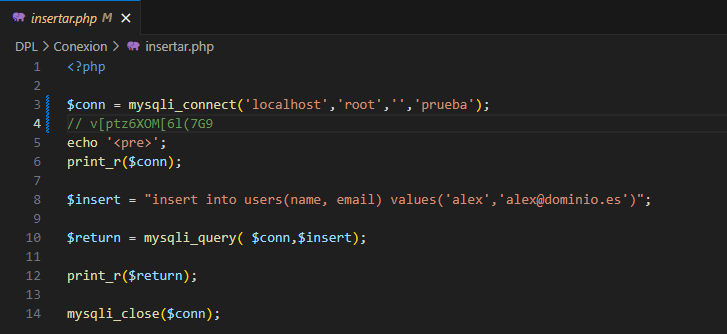 insertar.php M ×
DPL > Conexion > insertar.php
1 <?php
2
3 $conn = mysqli_connect('localhost','root','','prueba');
4 // v[ptz6XOM[6l(7G9
5 echo '<pre>';
6 print_r($conn);
7
8 $insert = "insert into users(name, email) values('alex','alex@dominio.es')";
9
10 $return = mysqli_query( $conn,$insert);
11
12 print_r($return);
13
14 mysqli_close($conn);